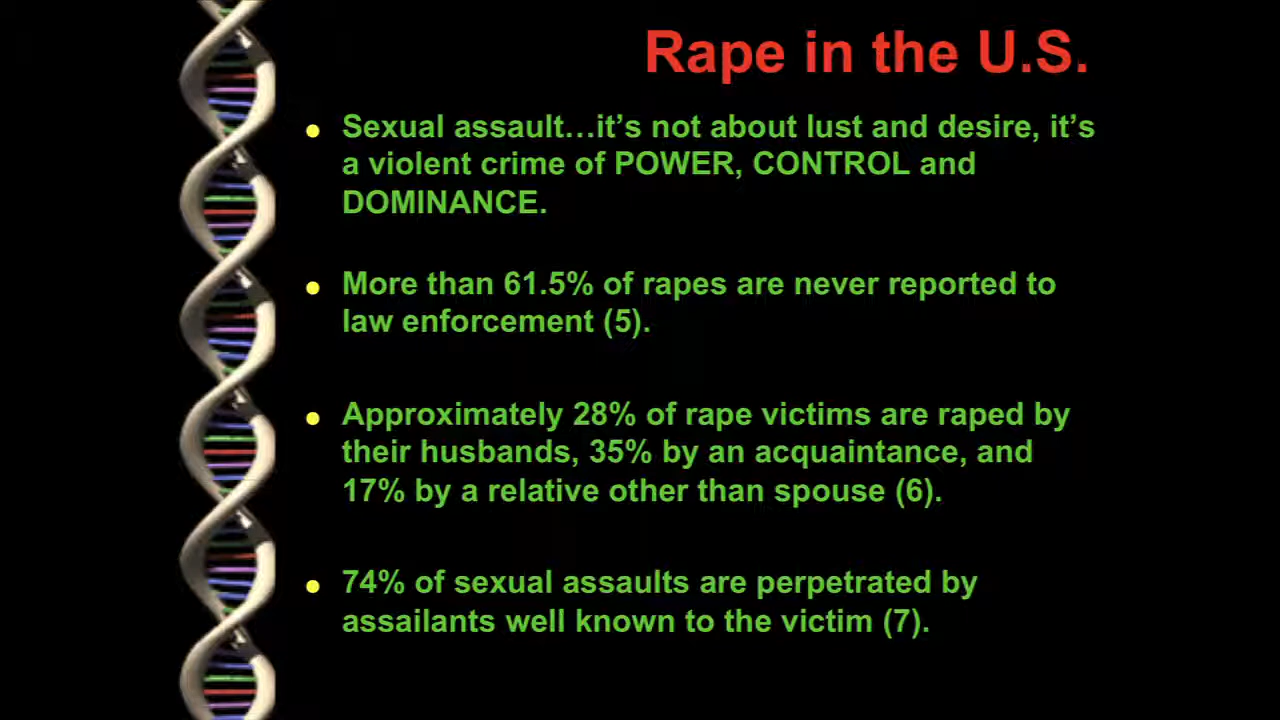 Rape in the U.S.
• Sexual assault…it’s not about lust and desire, it’s
a violent crime of POWER, CONTROL and
DOMINANCE.
• More than 61.5% of rapes are never reported to
law enforcement (5).
• Approximately 28% of rape victims are raped by
their husbands, 35% by an acquaintance, and
17% by a relative other than spouse (6).
• 74% of sexual assaults are perpetrated by
assailants well known to the victim (7).